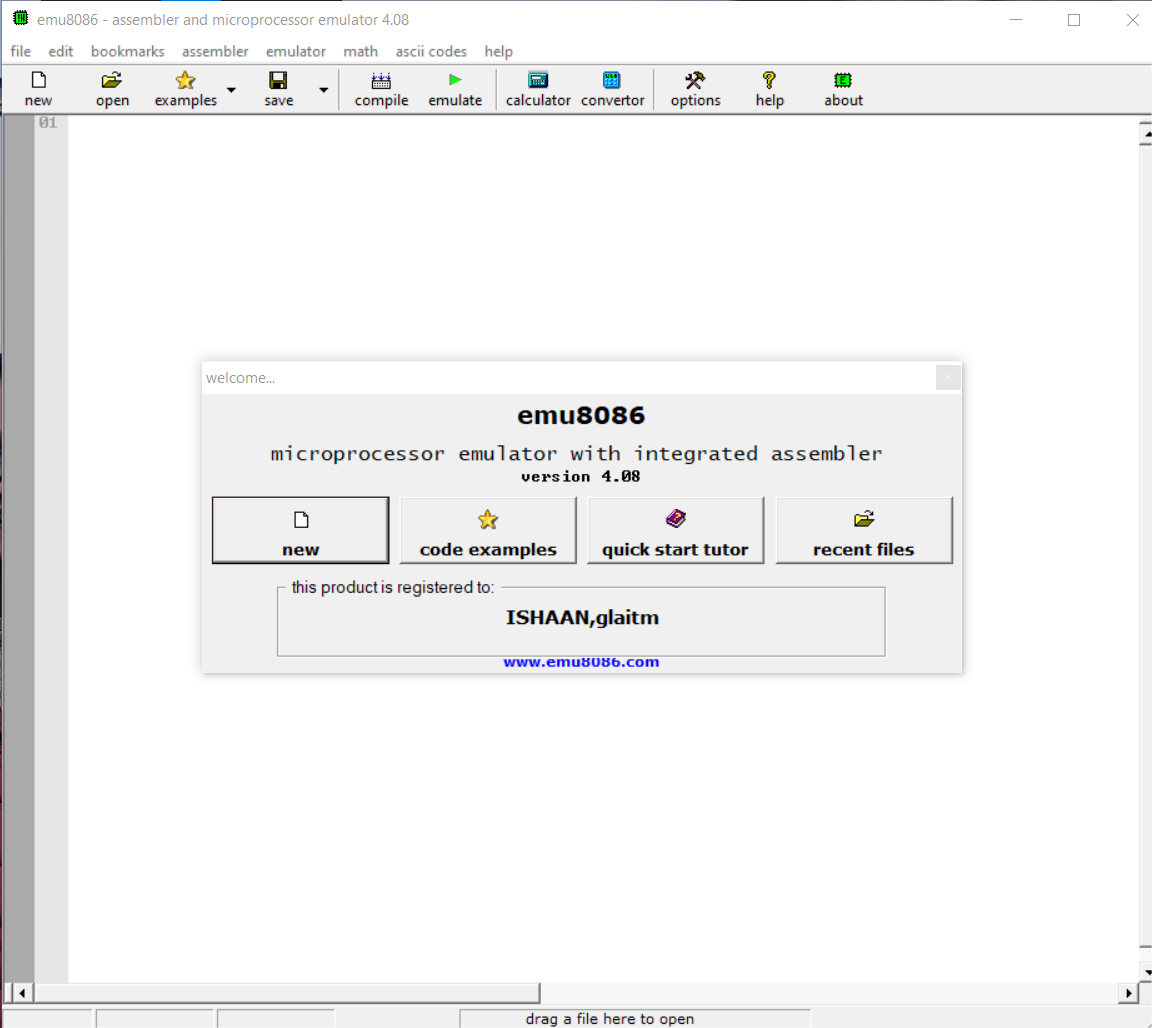 emu8086 - assembler and microprocessor emulator 4.08
file edit bookmarks assembler emulator math ascii codes help
new open examples save compile emulate calculator convertor options help about
01
welcome...
emu8086
microprocessor emulator with integrated assembler
version 4.08
new code examples quick start tutor recent files
this product is registered to:
ISHAAN,glaitm
www.emu8086.com
drag a file here to open